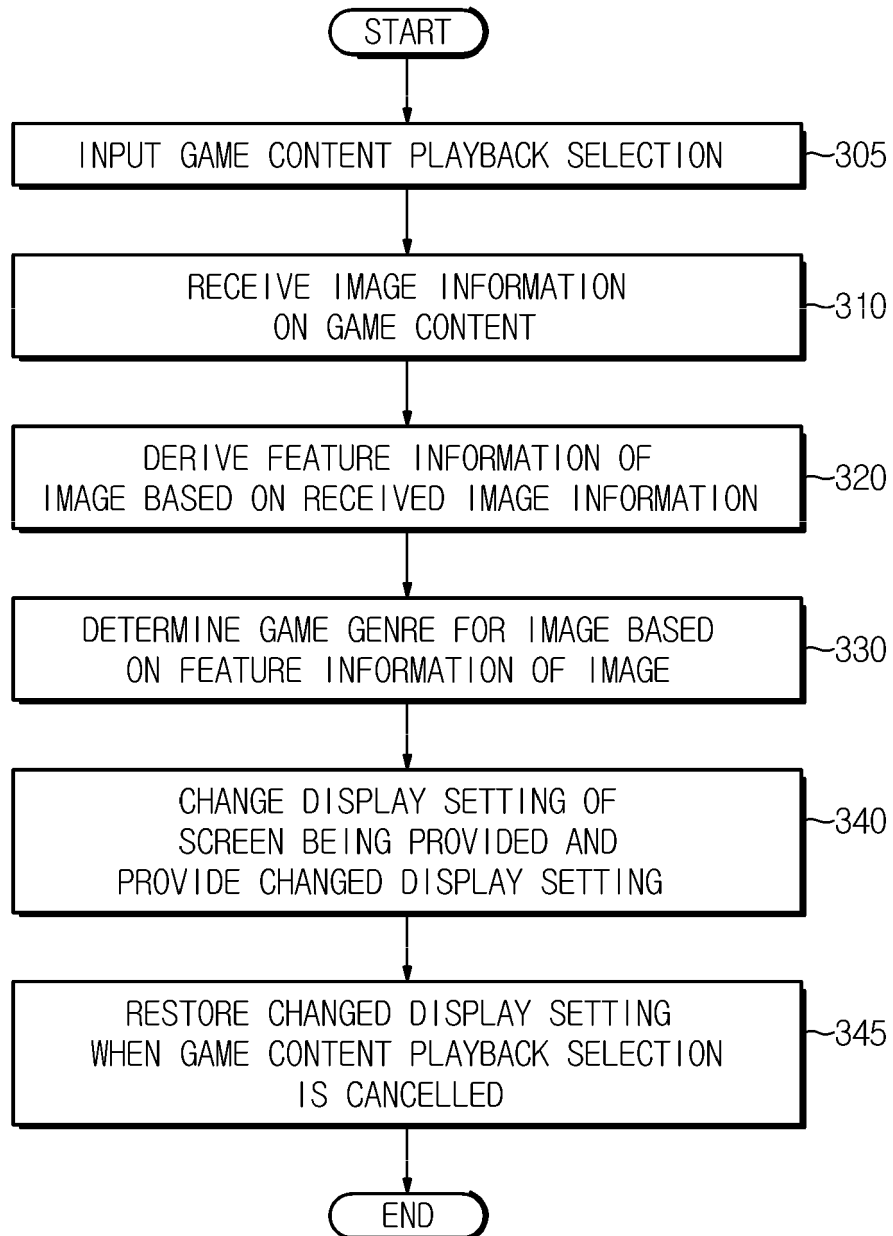 START
INPUT GAME CONTENT PLAYBACK SELECTION
305
RECEIVE IMAGE INFORMATION
ON GAME CONTENT
310
DERIVE FEATURE INFORMATION OF
IMAGE BASED ON RECEIVED IMAGE INFORMATION
320
DETERMINE GAME GENRE FOR IMAGE BASED
ON FEATURE INFORMATION OF IMAGE
330
CHANGE DISPLAY SETTING OF
SCREEN BEING PROVIDED AND
PROVIDE CHANGED DISPLAY SETTING
340
RESTORE CHANGED DISPLAY SETTING
WHEN GAME CONTENT PLAYBACK SELECTION
IS CANCELLED
345
END